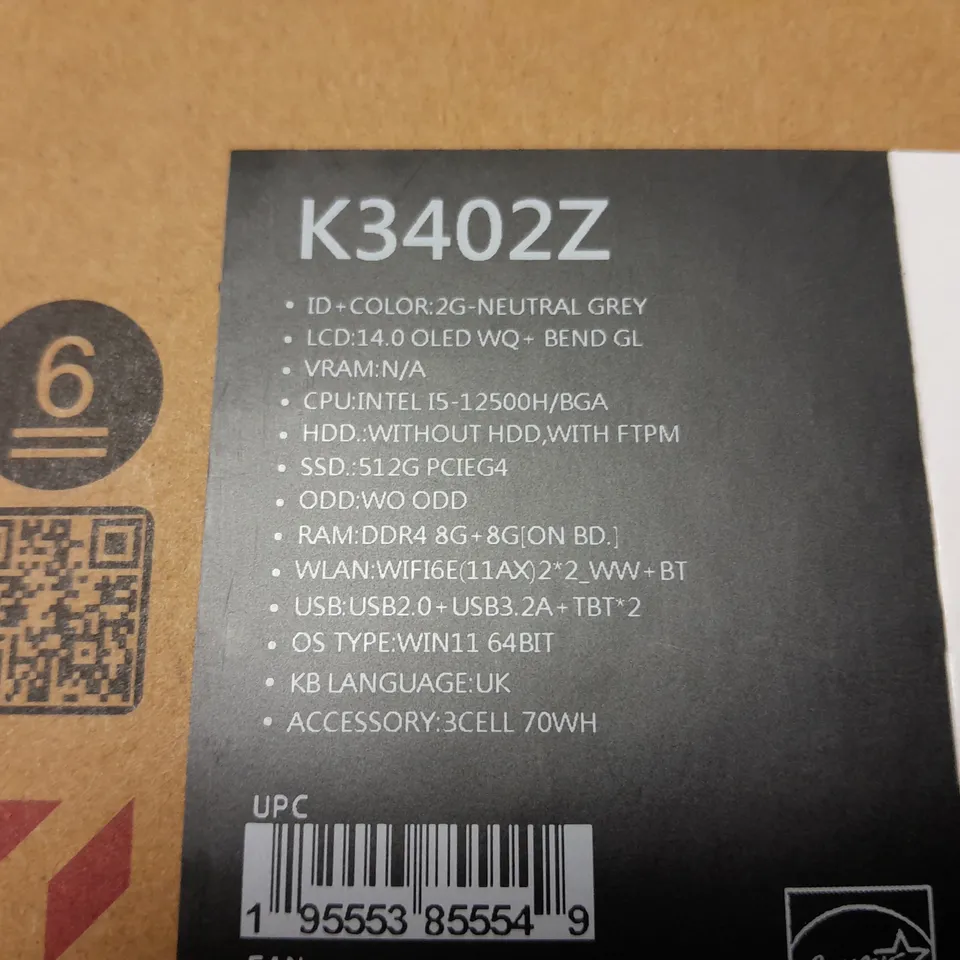 K3402Z
• ID+COLOR:2G-NEUTRAL GREY
• LCD:14.0 OLED WQ+ BEND GL
• VRAM:N/A
• CPU:INTEL I5-12500H/BGA
• HDD.:WITHOUT HDD,WITH FTPM
• SSD.:512G PCIEG4
• ODD:WO ODD
• RAM:DDR4 8G+8G[ON BD.]
• WLAN:WIFI6E(11AX)2*2_WW+BT
• USB:USB2.0+USB3.2A+TBT*2
• OS TYPE:WIN11 64BIT
• KB LANGUAGE:UK
• ACCESSORY:3CELL 70WH
6
UPC
1 95553 85554 9